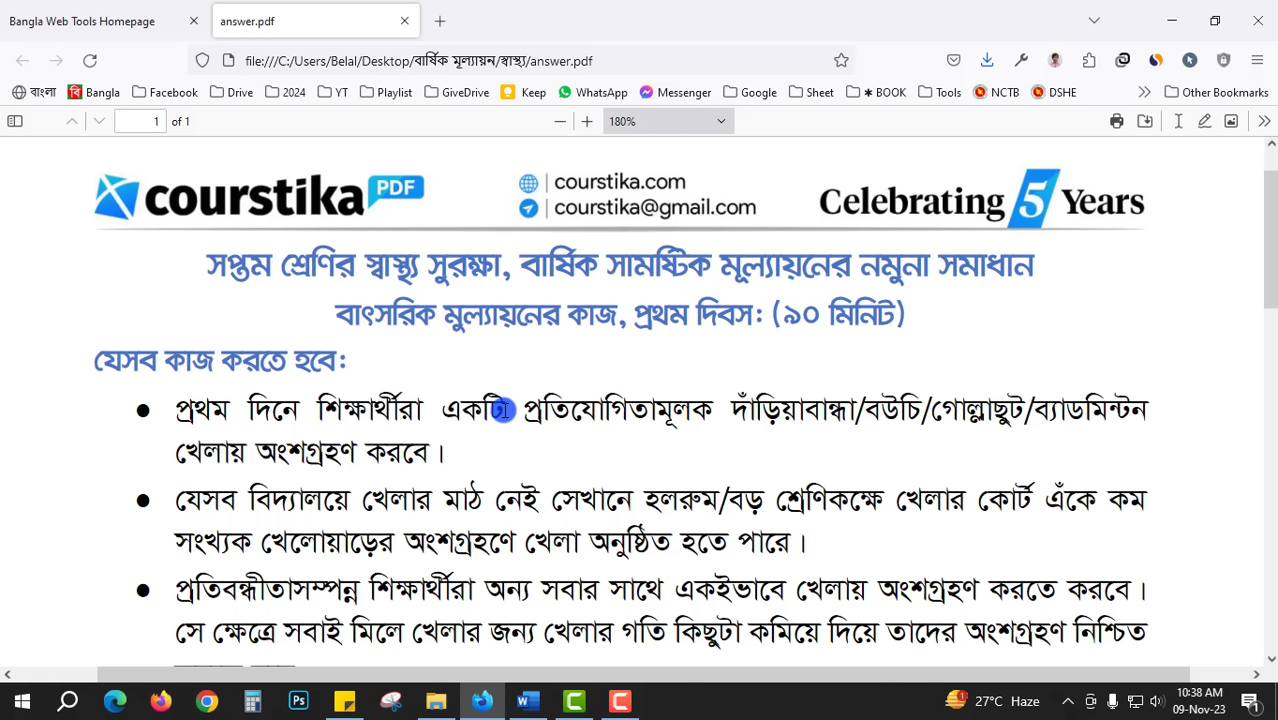 Bangla Web Tools Homepage
answer.pdf
file:///C:/Users/Belal/Desktop/বার্ষিক মূল্যায়ন/স্বাস্থ্য/answer.pdf
বাংলা Bangla Facebook Drive 2024 YT Playlist GiveDrive Keep WhatsApp Messenger Google Sheet ✱ BOOK Tools NCTB DSHE Other Bookmarks
1 of 1 180%
courstika PDF
courstika.com
courstika@gmail.com
Celebrating 5 Years
সপ্তম শ্রেণির স্বাস্থ্য সুরক্ষা, বার্ষিক সামষ্টিক মূল্যায়নের নমুনা সমাধান
বাৎসরিক মুল্যায়নের কাজ, প্রথম দিবস: (৯০ মিনিট)
যেসব কাজ করতে হবে:
● প্রথম দিনে শিক্ষার্থীরা একটি প্রতিযোগিতামূলক দাঁড়িয়াবান্ধা/বউচি/গোল্লাছুট/ব্যাডমিন্টন
খেলায় অংশগ্রহণ করবে।
● যেসব বিদ্যালয়ে খেলার মাঠ নেই সেখানে হলরুম/বড় শ্রেণিকক্ষে খেলার কোর্ট এঁকে কম
সংখ্যক খেলোয়াড়ের অংশগ্রহণে খেলা অনুষ্ঠিত হতে পারে।
● প্রতিবন্ধীতাসম্পন্ন শিক্ষার্থীরা অন্য সবার সাথে একইভাবে খেলায় অংশগ্রহণ করতে করবে।
সে ক্ষেত্রে সবাই মিলে খেলার জন্য খেলার গতি কিছুটা কমিয়ে দিয়ে তাদের অংশগ্রহণ নিশ্চিত
27°C Haze
10:38 AM
09-Nov-23